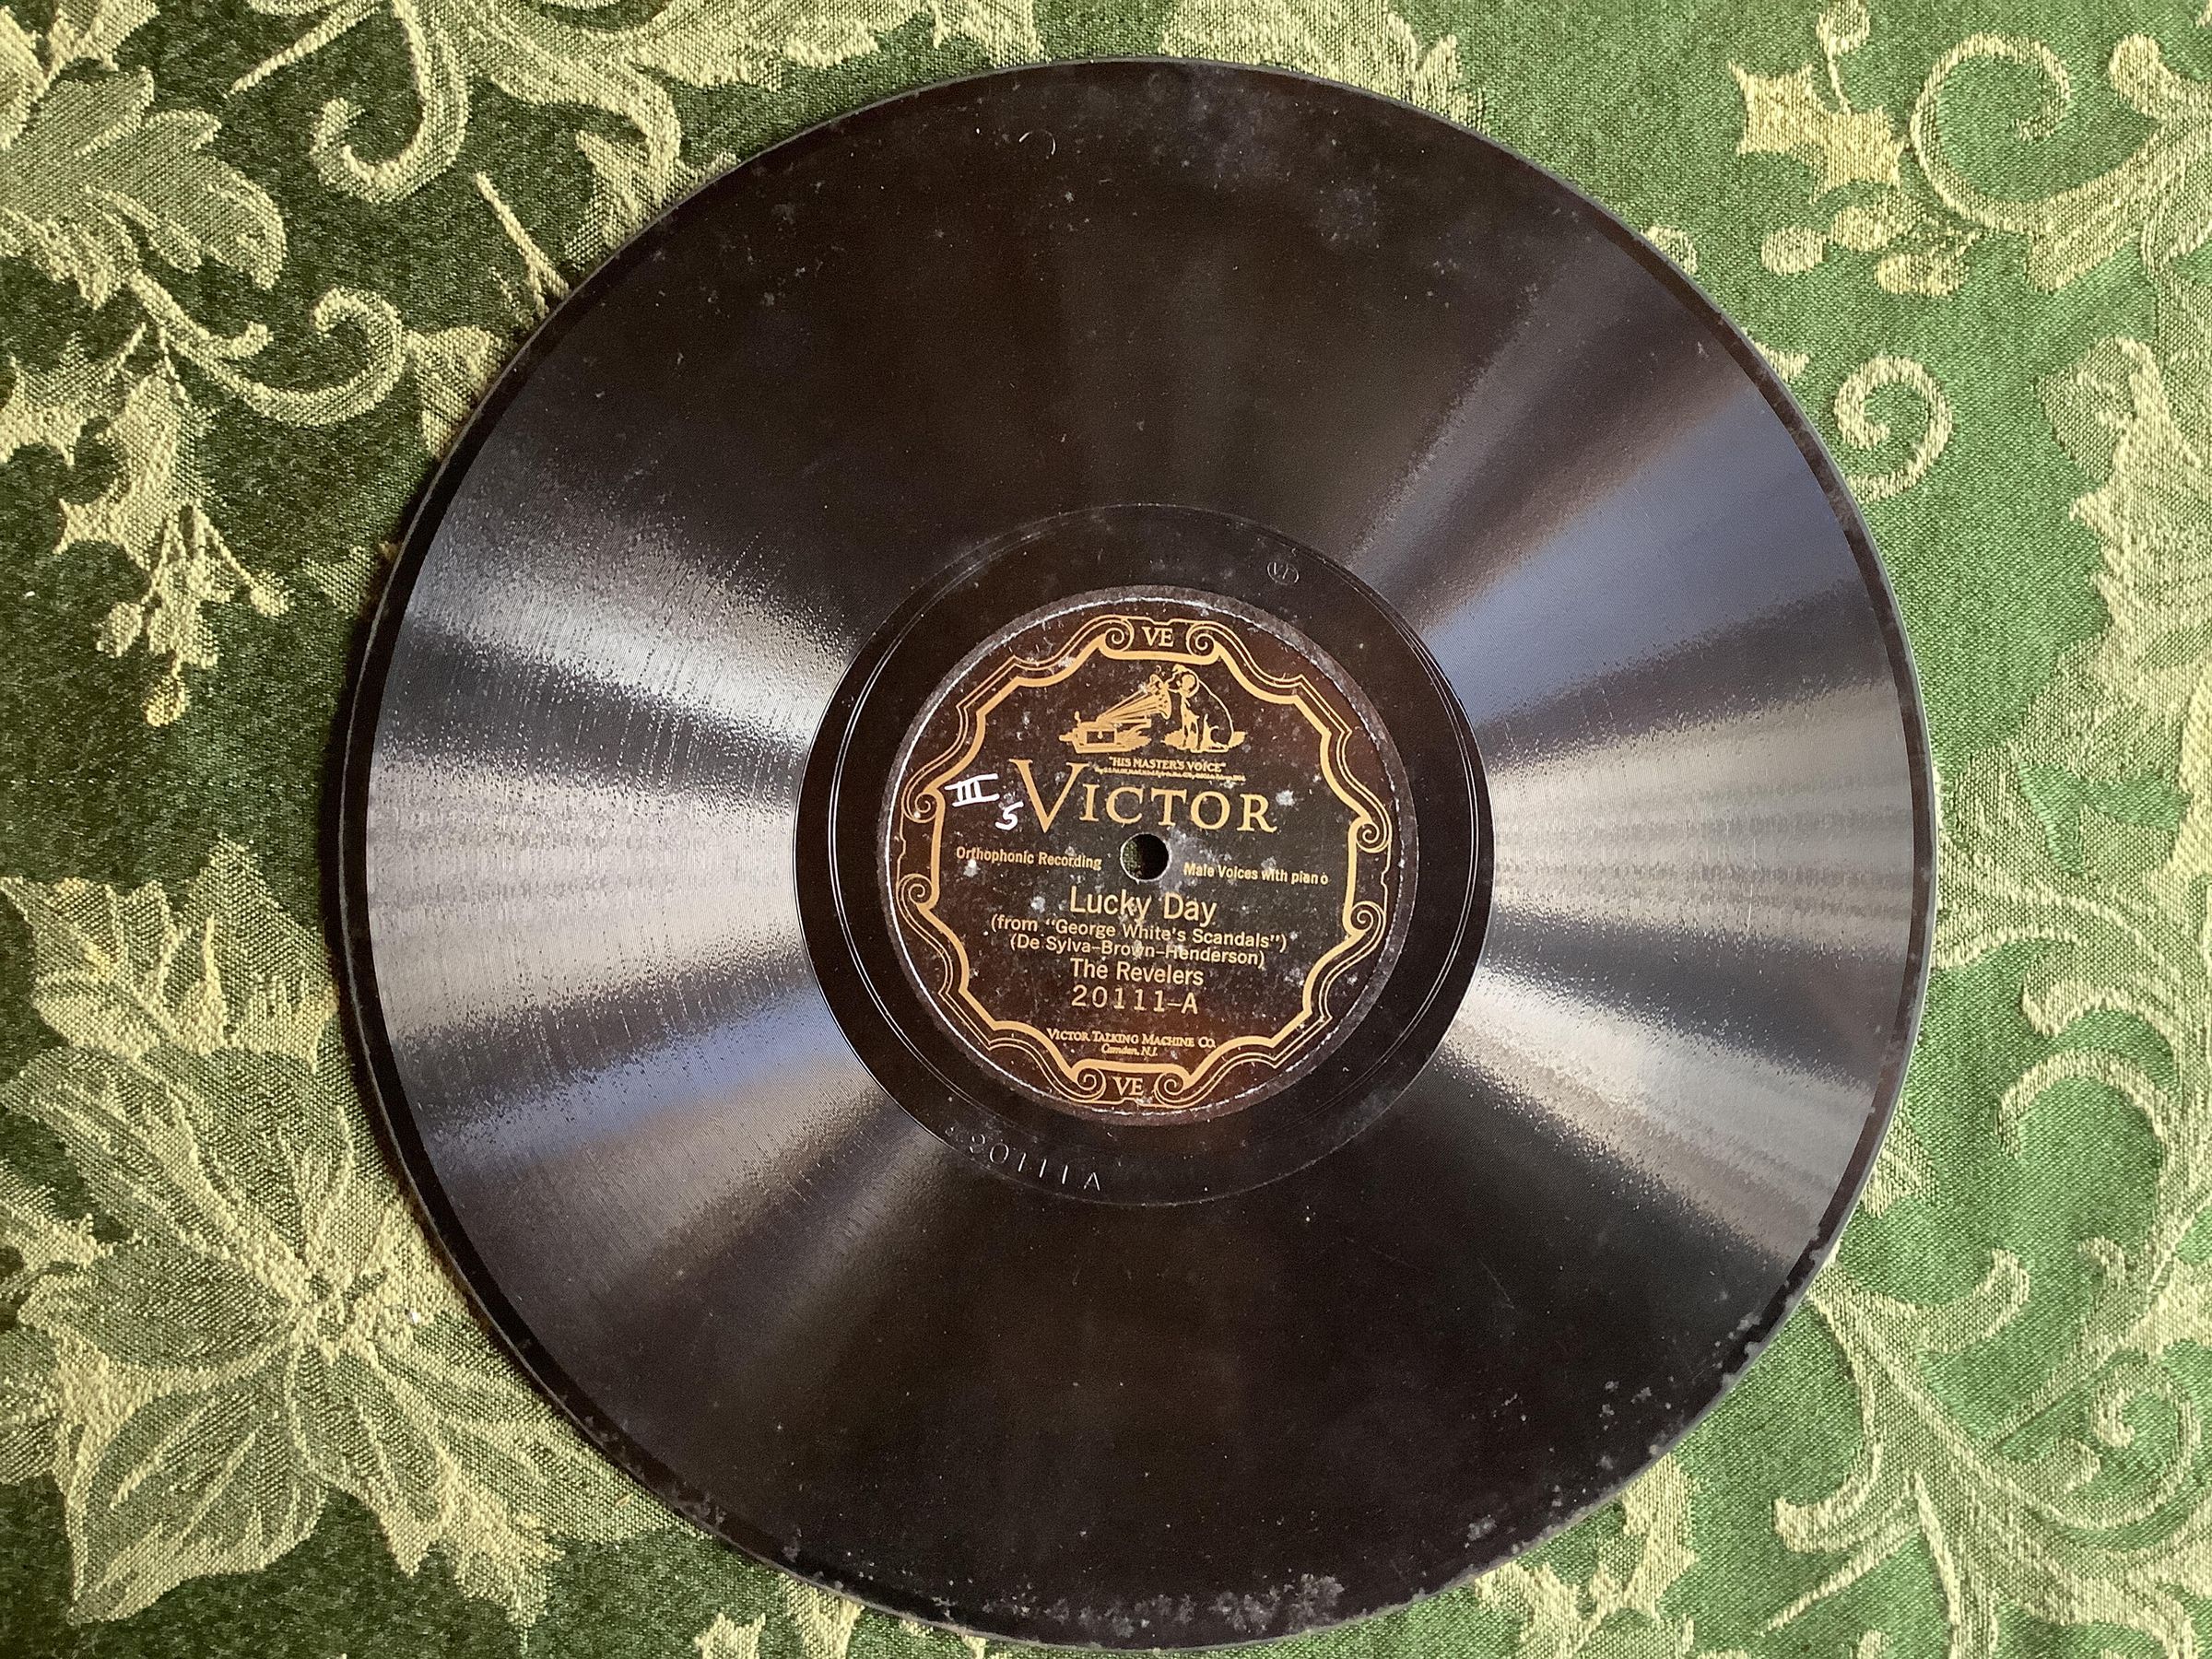 VE
VE
"HIS MASTER'S VOICE"
VICTOR
III
5
Orthophonic Recording
Male Voices with piano
Lucky Day
(from "George White's Scandals")
(De Sylva-Brown-Henderson)
The Revelers
20111-A
VICTOR TALKING MACHINE CO.
Camden, N.J.
VE
20111A